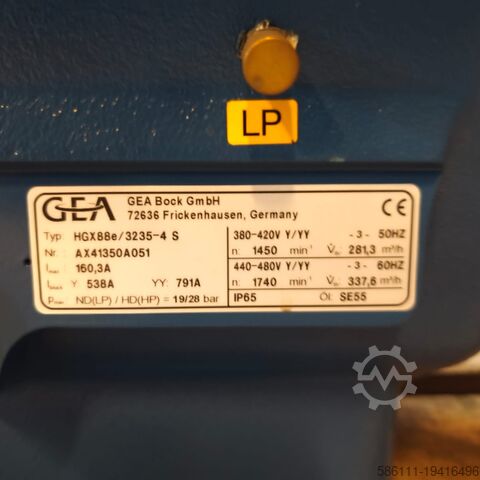 LP
GEA
GEA Bock GmbH
72636 Frickenhausen, Germany
CE
Typ: HGX88e/3235-4 S
Nr.: AX41350A051
Imax: 160,3A
Y: 538A YY: 791A
pmax: ND(LP) / HD(HP) = 19/28 bar
380-420V Y/YY -3- 50HZ
n: 1450 min⁻¹ V̇h: 281,3 m³/h
440-480V Y/YY -3- 60HZ
n: 1740 min⁻¹ V̇h: 337,6 m³/h
IP65 Öl: SE55
586111-19416496